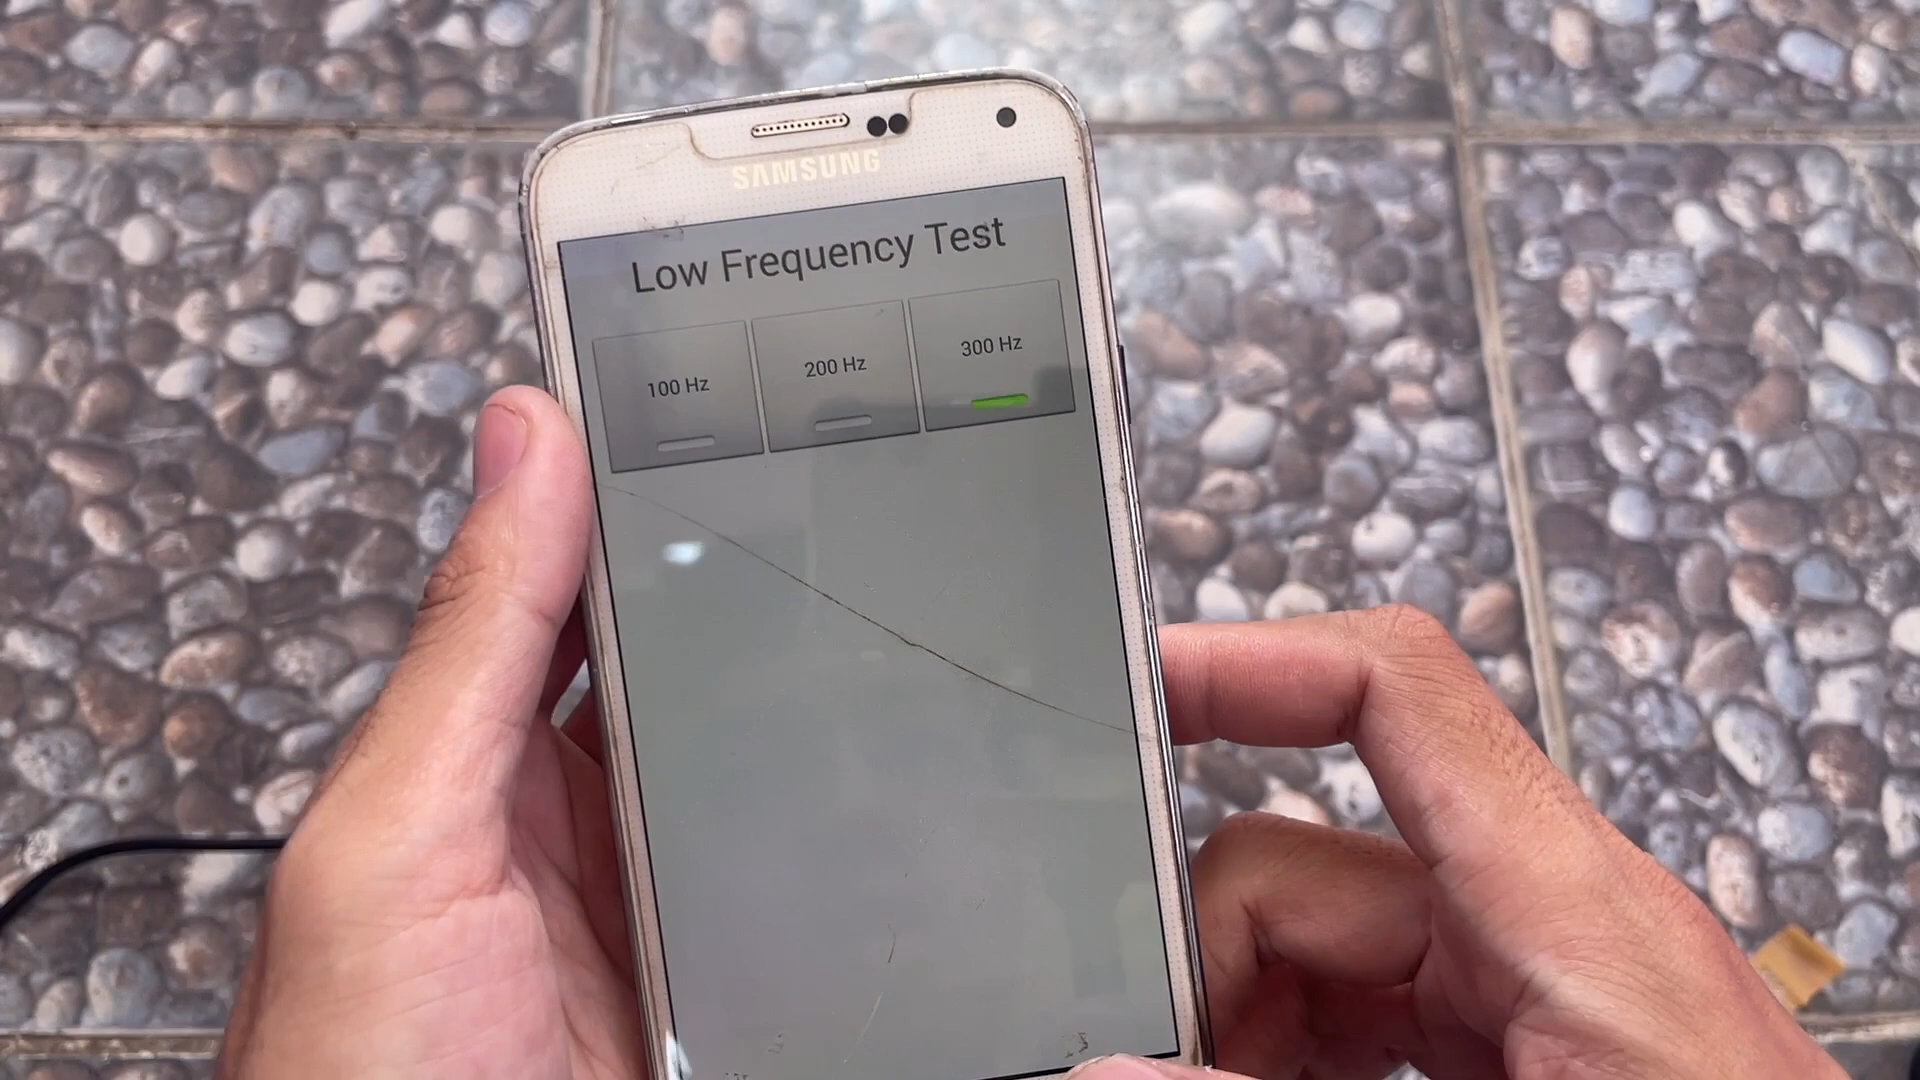 SAMSUNG
Low Frequency Test
100 Hz
200 Hz
300 Hz